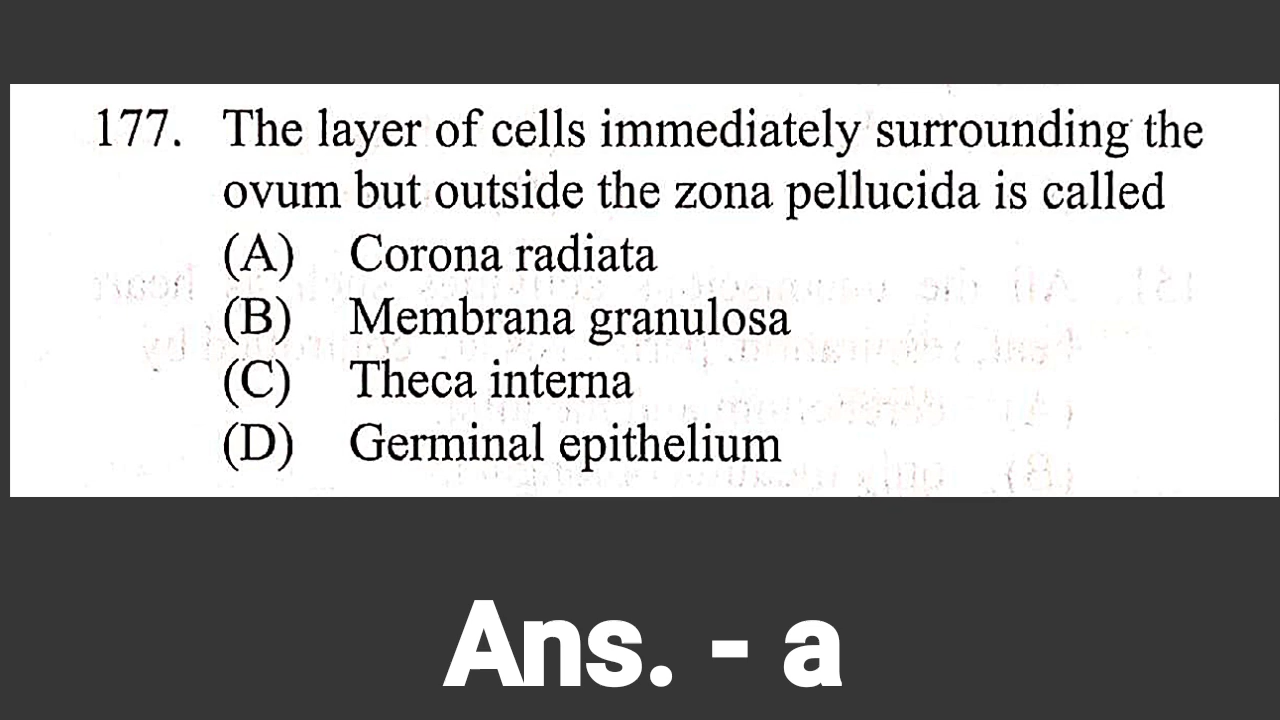 177. The layer of cells immediately surrounding the
ovum but outside the zona pellucida is called
(A) Corona radiata
(B) Membrana granulosa
(C) Theca interna
(D) Germinal epithelium
Ans. - a